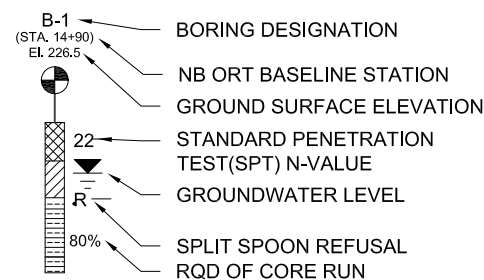 B-1
BORING DESIGNATION
(STA. 14+90)
NB ORT BASELINE STATION
El. 226.5
GROUND SURFACE ELEVATION
22
STANDARD PENETRATION
TEST(SPT) N-VALUE
GROUNDWATER LEVEL
R
SPLIT SPOON REFUSAL
80%
RQD OF CORE RUN